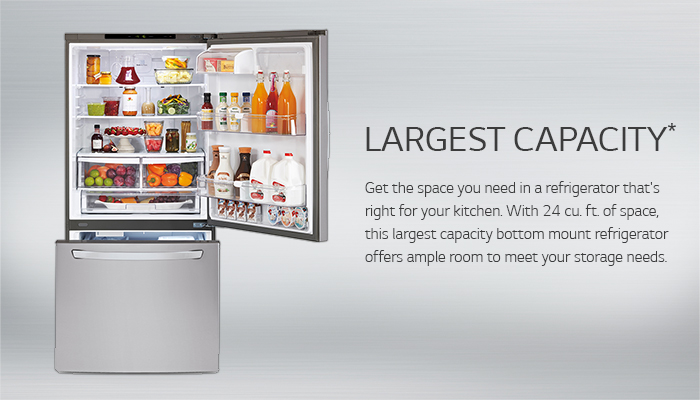 LARGEST CAPACITY*
Get the space you need in a refrigerator that's
right for your kitchen. With 24 cu. ft. of space,
this largest capacity bottom mount refrigerator
offers ample room to meet your storage needs.